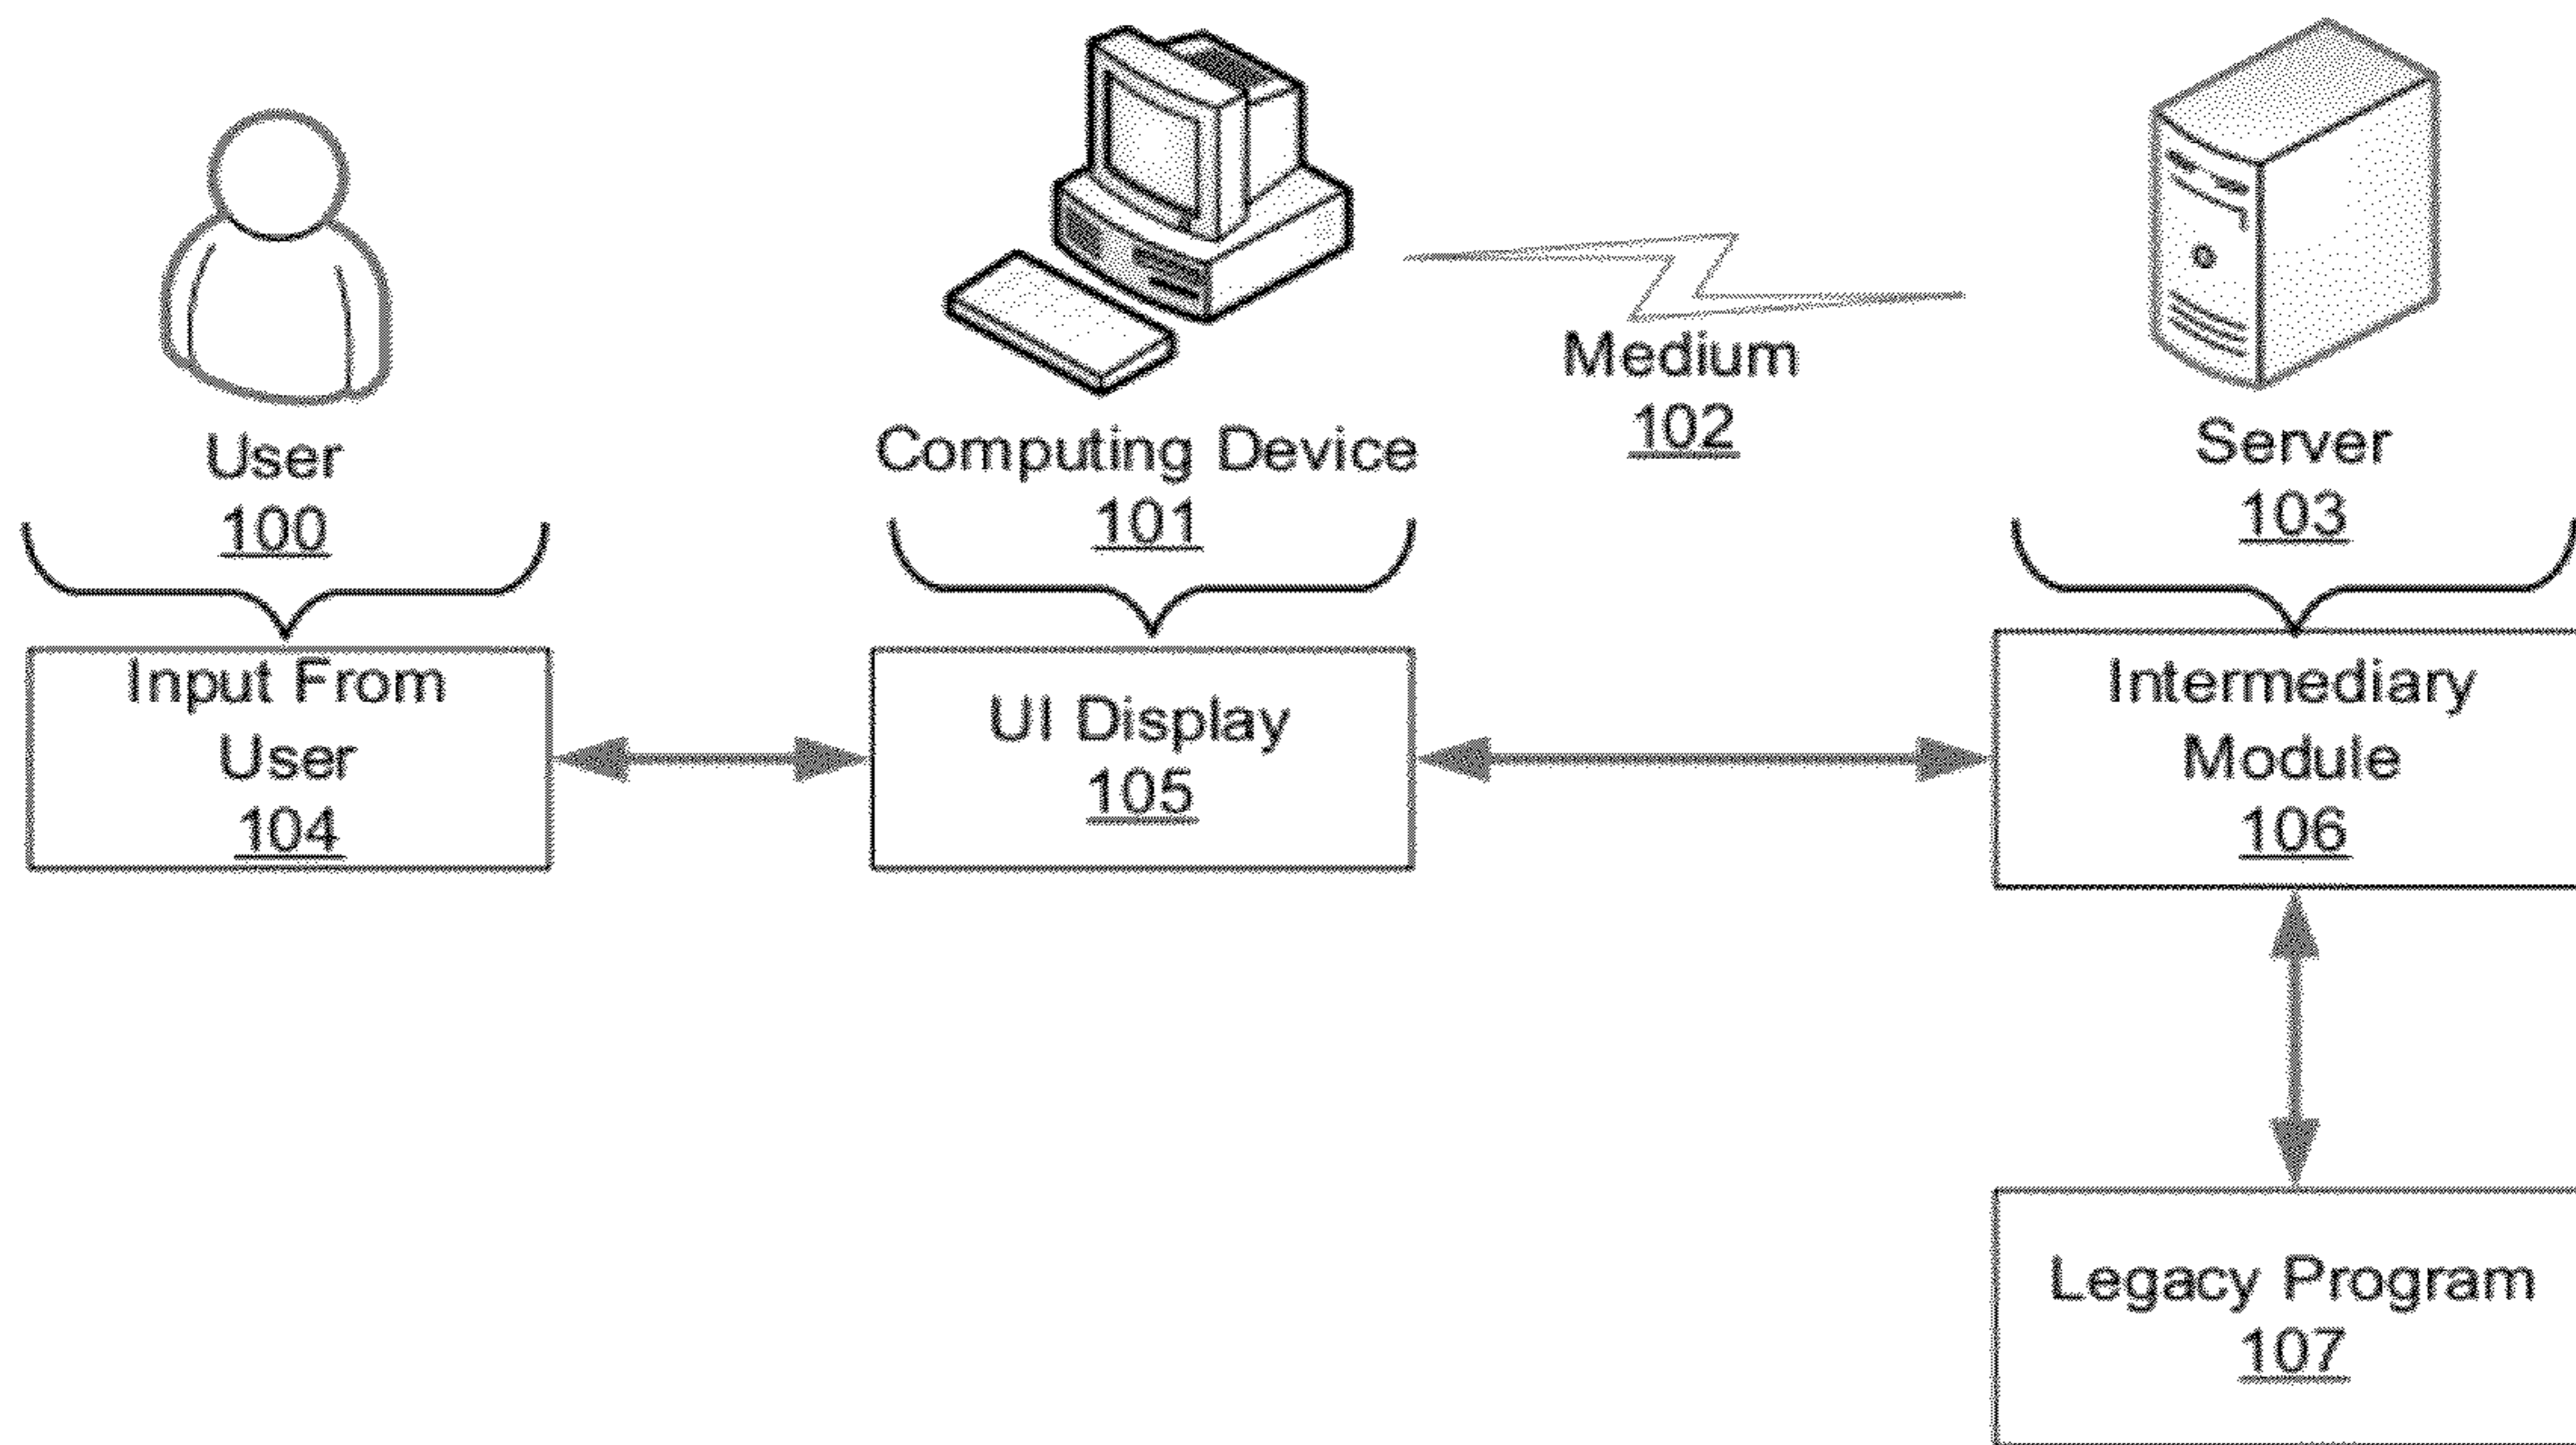 User
100
Computing Device
101
Medium
102
Server
103
Input From
User
104
UI Display
105
Intermediary
Module
106
Legacy Program
107